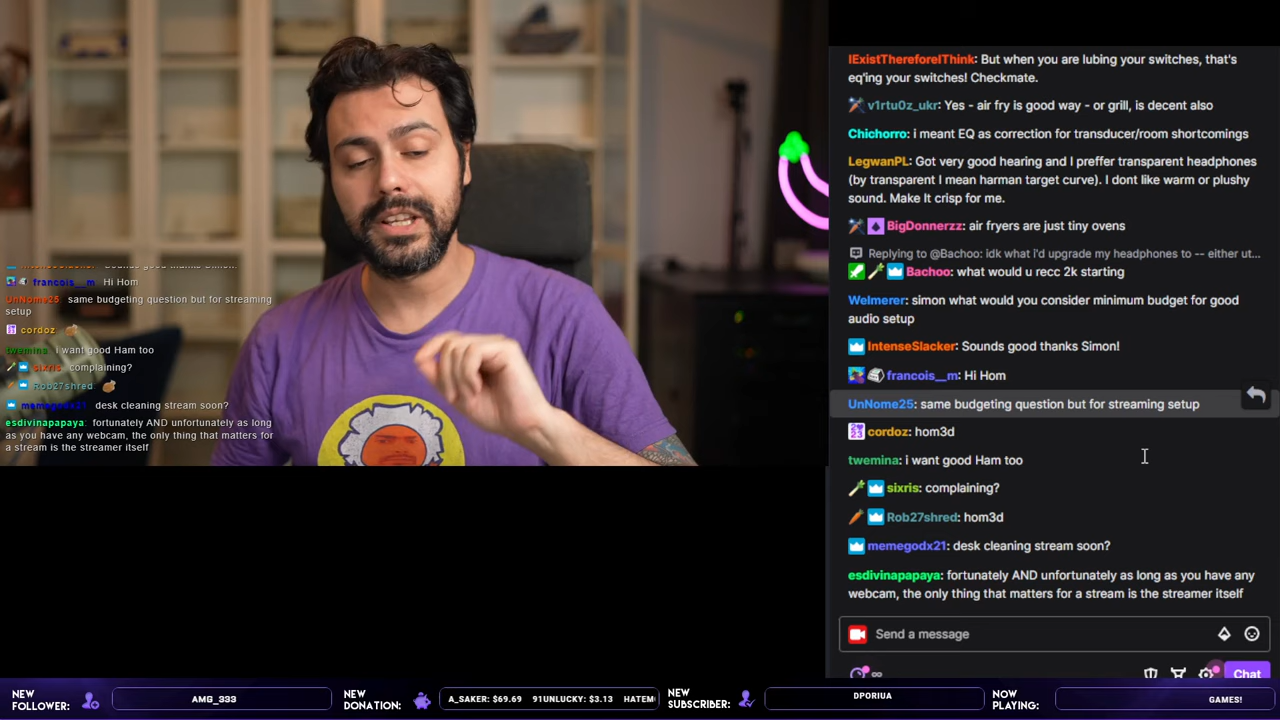 francois__m Hi Hom
UnNome25 same budgeting question but for streaming
setup
cordoz
twemina i want good Ham too
sixris complaining?
Rob27shred
memegodx21 desk cleaning stream soon?
esdivinapapaya: fortunately AND unfortunately as long
as you have any webcam, the only thing that matters for
a stream is the streamer itself
IExistThereforeIThink: But when you are lubing your switches, that's
eq'ing your switches! Checkmate.
v1rtu0z_ukr: Yes - air fry is good way - or grill, is decent also
Chichorro: i meant EQ as correction for transducer/room shortcomings
LegwanPL: Got very good hearing and I preffer transparent headphones
(by transparent I mean harman target curve). I dont like warm or plushy
sound. Make It crisp for me.
BigDonnerzz: air fryers are just tiny ovens
Replying to @Bachoo: idk what i'd upgrade my headphones to -- either ut...
Bachoo: what would u recc 2k starting
Welmerer: simon what would you consider minimum budget for good
audio setup
IntenseSlacker: Sounds good thanks Simon!
francois__m: Hi Hom
UnNome25: same budgeting question but for streaming setup
cordoz: hom3d
twemina: i want good Ham too
sixris: complaining?
Rob27shred: hom3d
memegodx21: desk cleaning stream soon?
esdivinapapaya: fortunately AND unfortunately as long as you have any
webcam, the only thing that matters for a stream is the streamer itself
Send a message
Chat
NEW
FOLLOWER:
AMG_333
NEW
DONATION:
A_SAKER: $69.69 91UNLUCKY: $3.13 HATEM
NEW
SUBSCRIBER:
DPORIUA
NOW
PLAYING:
GAMES!